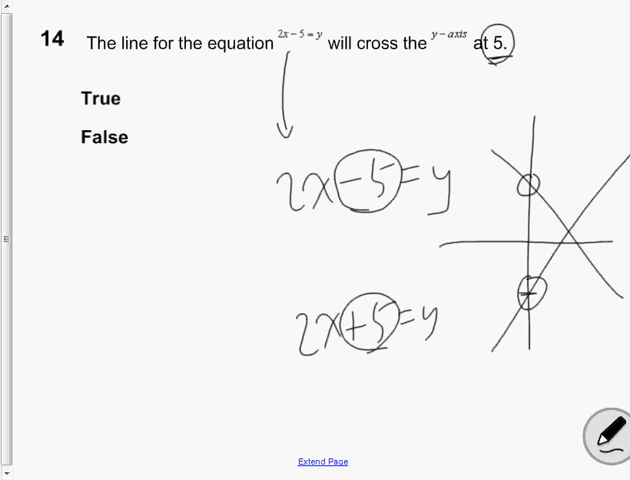 14 The line for the equation 2x – 5 = y will cross the y – axis at 5.
True
False
2x-5=y
2x+5=y
Extend Page